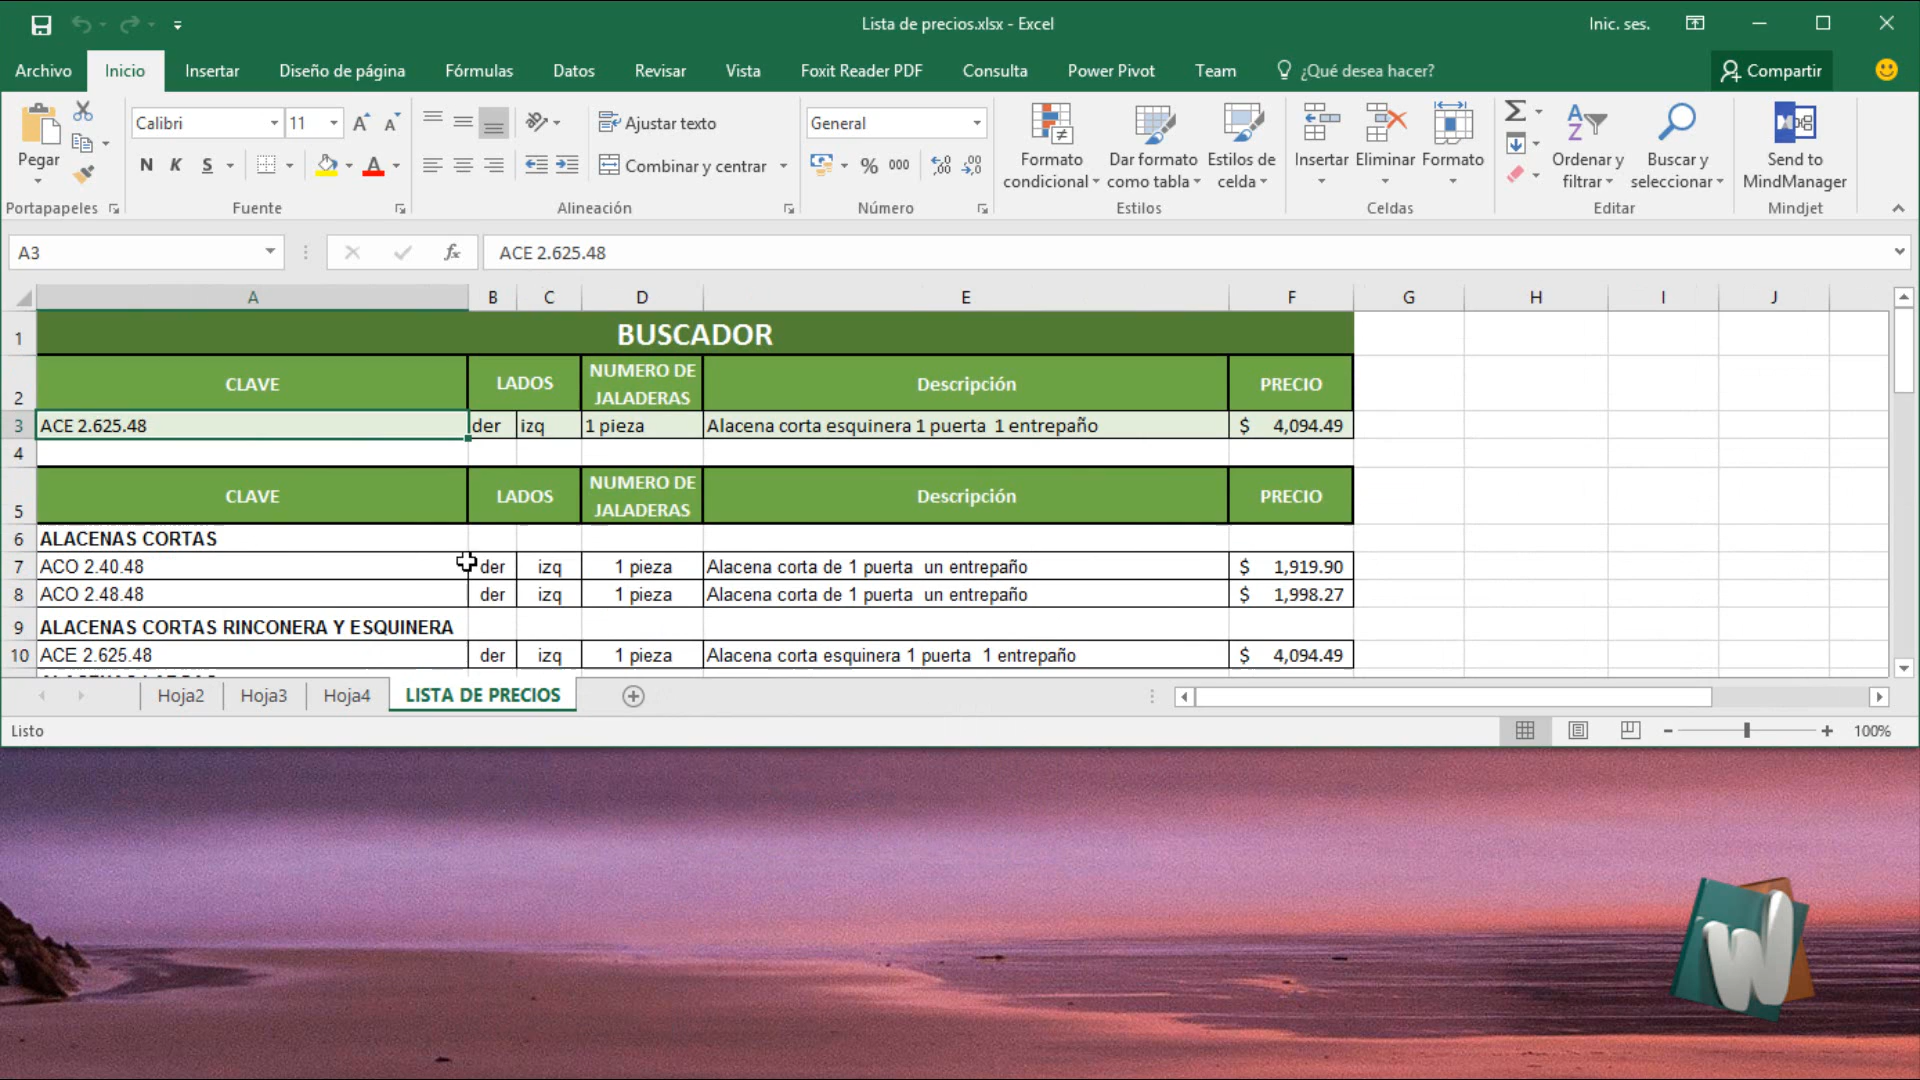 Lista de precios.xlsx - Excel
Inic. ses.
Archivo Inicio Insertar Diseño de página Fórmulas Datos Revisar Vista Foxit Reader PDF Consulta Power Pivot Team ¿Qué desea hacer? Compartir
Pegar
Calibri 11
N K S
Ajustar texto
Combinar y centrar
General
% 000
Formato condicional
Dar formato como tabla
Estilos de celda
Insertar Eliminar Formato
Ordenar y filtrar
Buscar y seleccionar
Send to MindManager
Portapapeles Fuente Alineación Número Estilos Celdas Editar Mindjet
A3 fx ACE 2.625.48
A B C D E F G H I J
1 BUSCADOR
2 CLAVE LADOS NUMERO DE JALADERAS Descripción PRECIO
3 ACE 2.625.48 der izq 1 pieza Alacena corta esquinera 1 puerta 1 entrepaño $ 4,094.49
4
5 CLAVE LADOS NUMERO DE JALADERAS Descripción PRECIO
6 ALACENAS CORTAS
7 ACO 2.40.48 der izq 1 pieza Alacena corta de 1 puerta un entrepaño $ 1,919.90
8 ACO 2.48.48 der izq 1 pieza Alacena corta de 1 puerta un entrepaño $ 1,998.27
9 ALACENAS CORTAS RINCONERA Y ESQUINERA
10 ACE 2.625.48 der izq 1 pieza Alacena corta esquinera 1 puerta 1 entrepaño $ 4,094.49
Hoja2 Hoja3 Hoja4 LISTA DE PRECIOS
Listo 100%
W